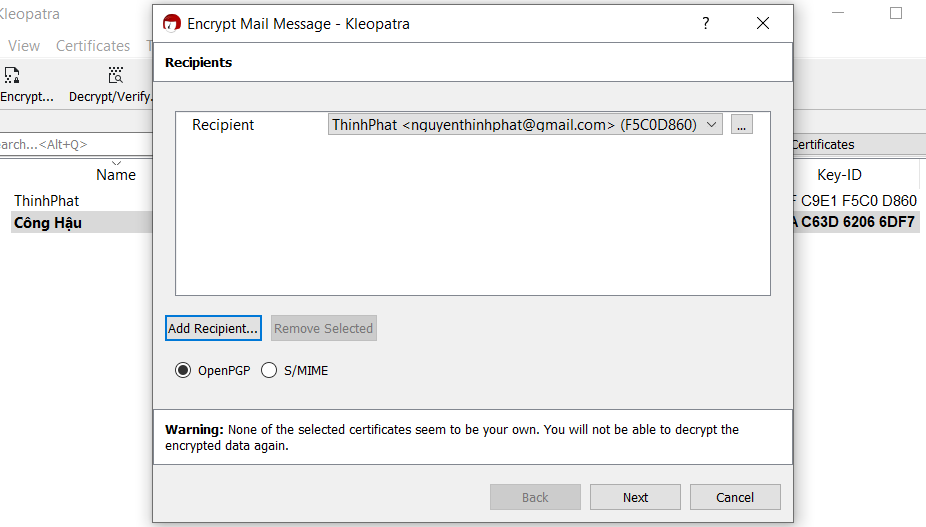 Kleopatra
Encrypt Mail Message - Kleopatra
?
View Certificates
Recipients
Encrypt... Decrypt/Verify.
Recipient ThinhPhat <nguyenthinhphat@gmail.com> (F5C0D860) ...
earch...<Alt+Q>
Certificates
Name
Key-ID
ThinhPhat
C9E1 F5C0 D860
Công Hậu
C63D 6206 6DF7
Add Recipient... Remove Selected
OpenPGP S/MIME
Warning: None of the selected certificates seem to be your own. You will not be able to decrypt the
encrypted data again.
Back Next Cancel